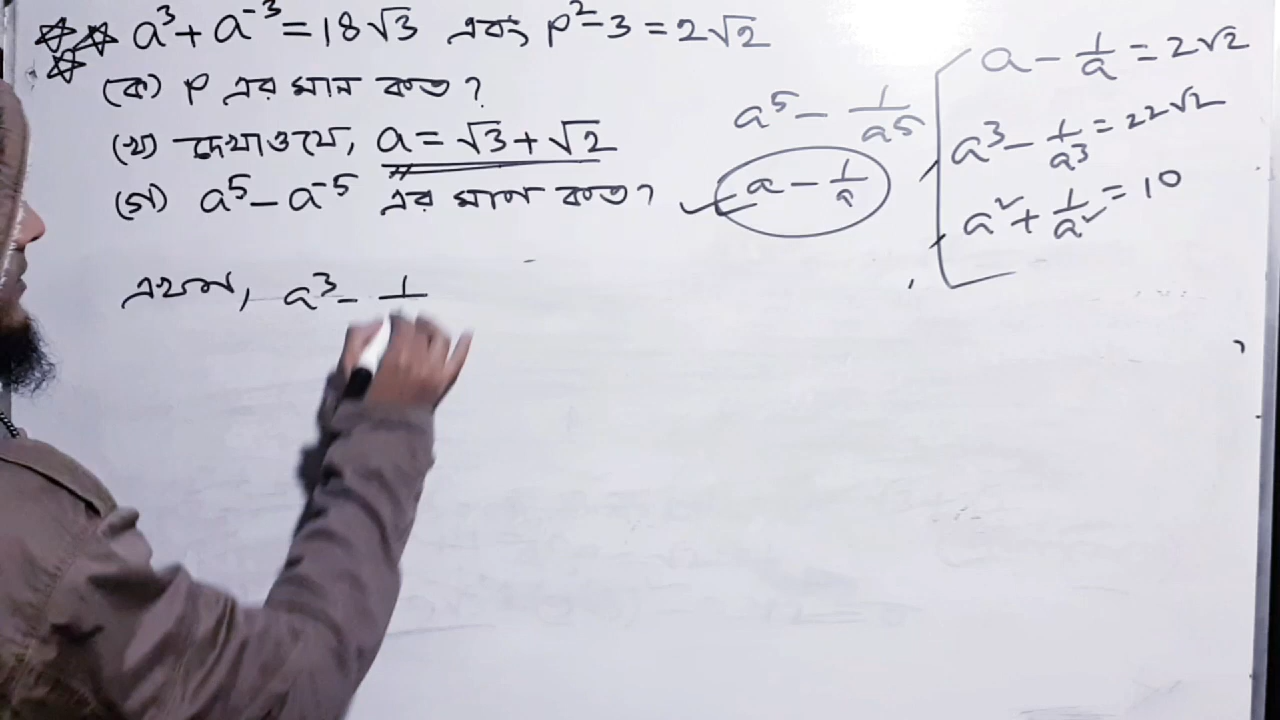 a³ + a⁻³ = 18√3 এবং p² – 3 = 2√2
(ক) p এর মান কত ?
(খ) দেখাও যে, a = √3 + √2
(গ) a⁵ – a⁻⁵ এর মান কত ?
a⁵ – 1/a⁵
a – 1/a
a – 1/a = 2√2
a³ – 1/a³ = 22√2
a² + 1/a² = 10
এখন, a³ – 1